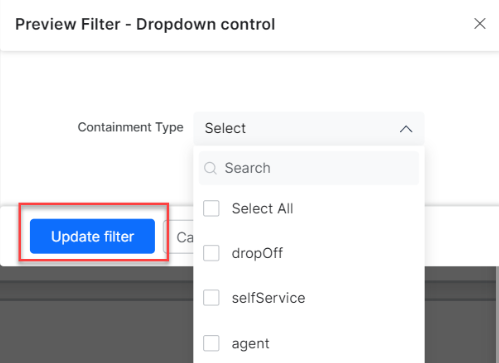 Preview Filter - Dropdown control
Containment Type
Select
Search
Select All
Update filter
Ca
dropOff
selfService
agent